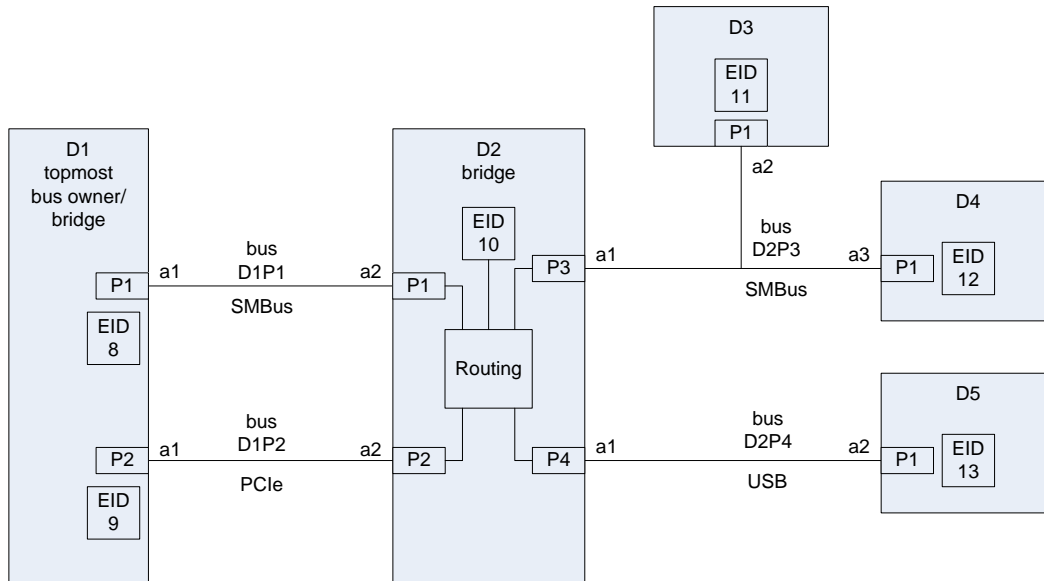 D1
topmost
bus owner/
bridge
P1
EID
8
P2
EID
9
a1
bus
D1P1
a2
SMBus
a1
bus
D1P2
a2
PCIe
D2
bridge
EID
10
P1
P3
Routing
P2
P4
D3
EID
11
P1
a2
a1
bus
D2P3
a3
SMBus
D4
P1
EID
12
a1
bus
D2P4
a2
USB
D5
P1
EID
13